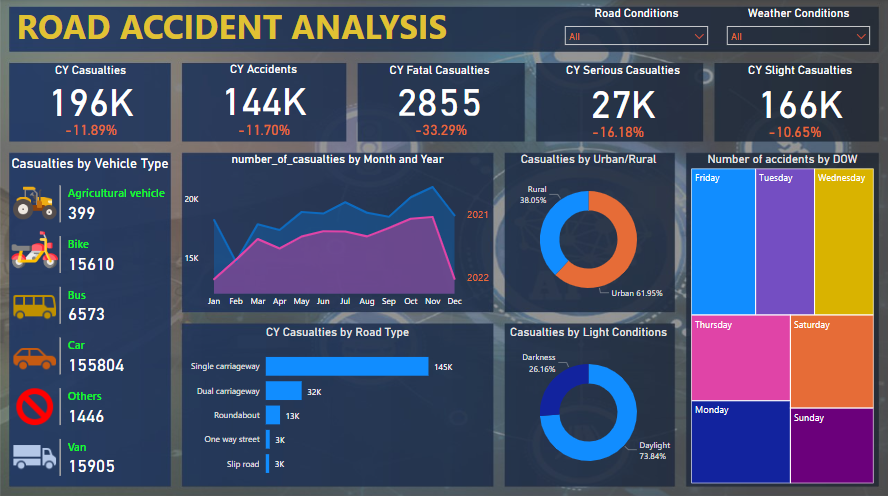 ROAD ACCIDENT ANALYSIS
Road Conditions
All
Weather Conditions
All
CY Casualties
196K
-11.89%
CY Accidents
144K
-11.70%
CY Fatal Casualties
2855
-33.29%
CY Serious Casualties
27K
-16.18%
CY Slight Casualties
166K
-10.65%
Casualties by Vehicle Type
Agricultural vehicle
399
Bike
15610
Bus
6573
Car
155804
Others
1446
Van
15905
number_of_casualties by Month and Year
20K
15K
2021
2022
Jan Feb Mar Apr May Jun Jul Aug Sep Oct Nov Dec
CY Casualties by Road Type
Single carriageway 145K
Dual carriageway 32K
Roundabout 13K
One way street 3K
Slip road 3K
Casualties by Urban/Rural
Rural
38.05%
Urban 61.95%
Casualties by Light Conditions
Darkness
26.16%
Daylight
73.84%
Number of accidents by DOW
Friday
Tuesday
Wednesday
Thursday
Saturday
Monday
Sunday